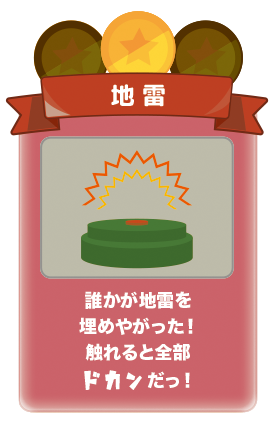 地雷
誰かが地雷を
埋めやがった！
触れると全部
ドカンだっ！